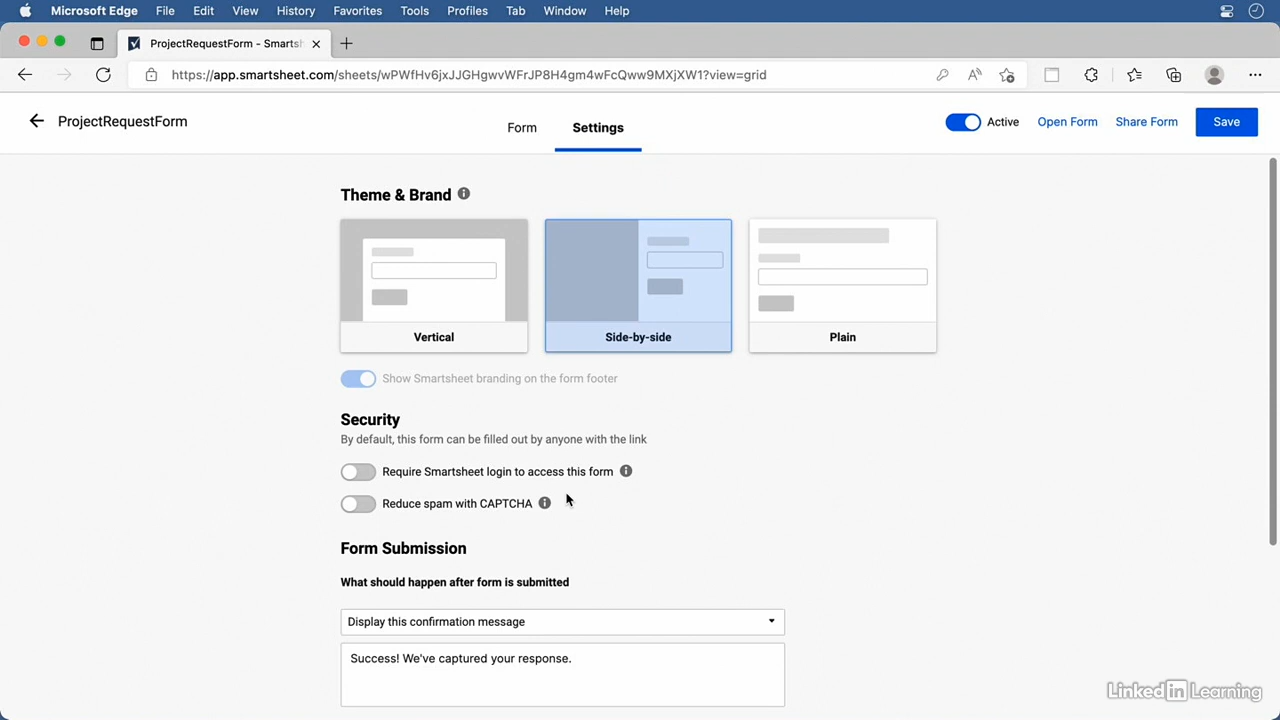 Microsoft Edge File Edit View History Favorites Tools Profiles Tab Window Help
ProjectRequestForm - Smartsh
https://app.smartsheet.com/sheets/wPWfHv6jxJJGHgwvWFrJP8H4gm4wFcQww9MXjXW1?view=grid
ProjectRequestForm
Form
Settings
Active
Open Form
Share Form
Save
Theme & Brand
Vertical
Side-by-side
Plain
Show Smartsheet branding on the form footer
Security
By default, this form can be filled out by anyone with the link
Require Smartsheet login to access this form
Reduce spam with CAPTCHA
Form Submission
What should happen after form is submitted
Display this confirmation message
Success! We've captured your response.
LinkedIn Learning